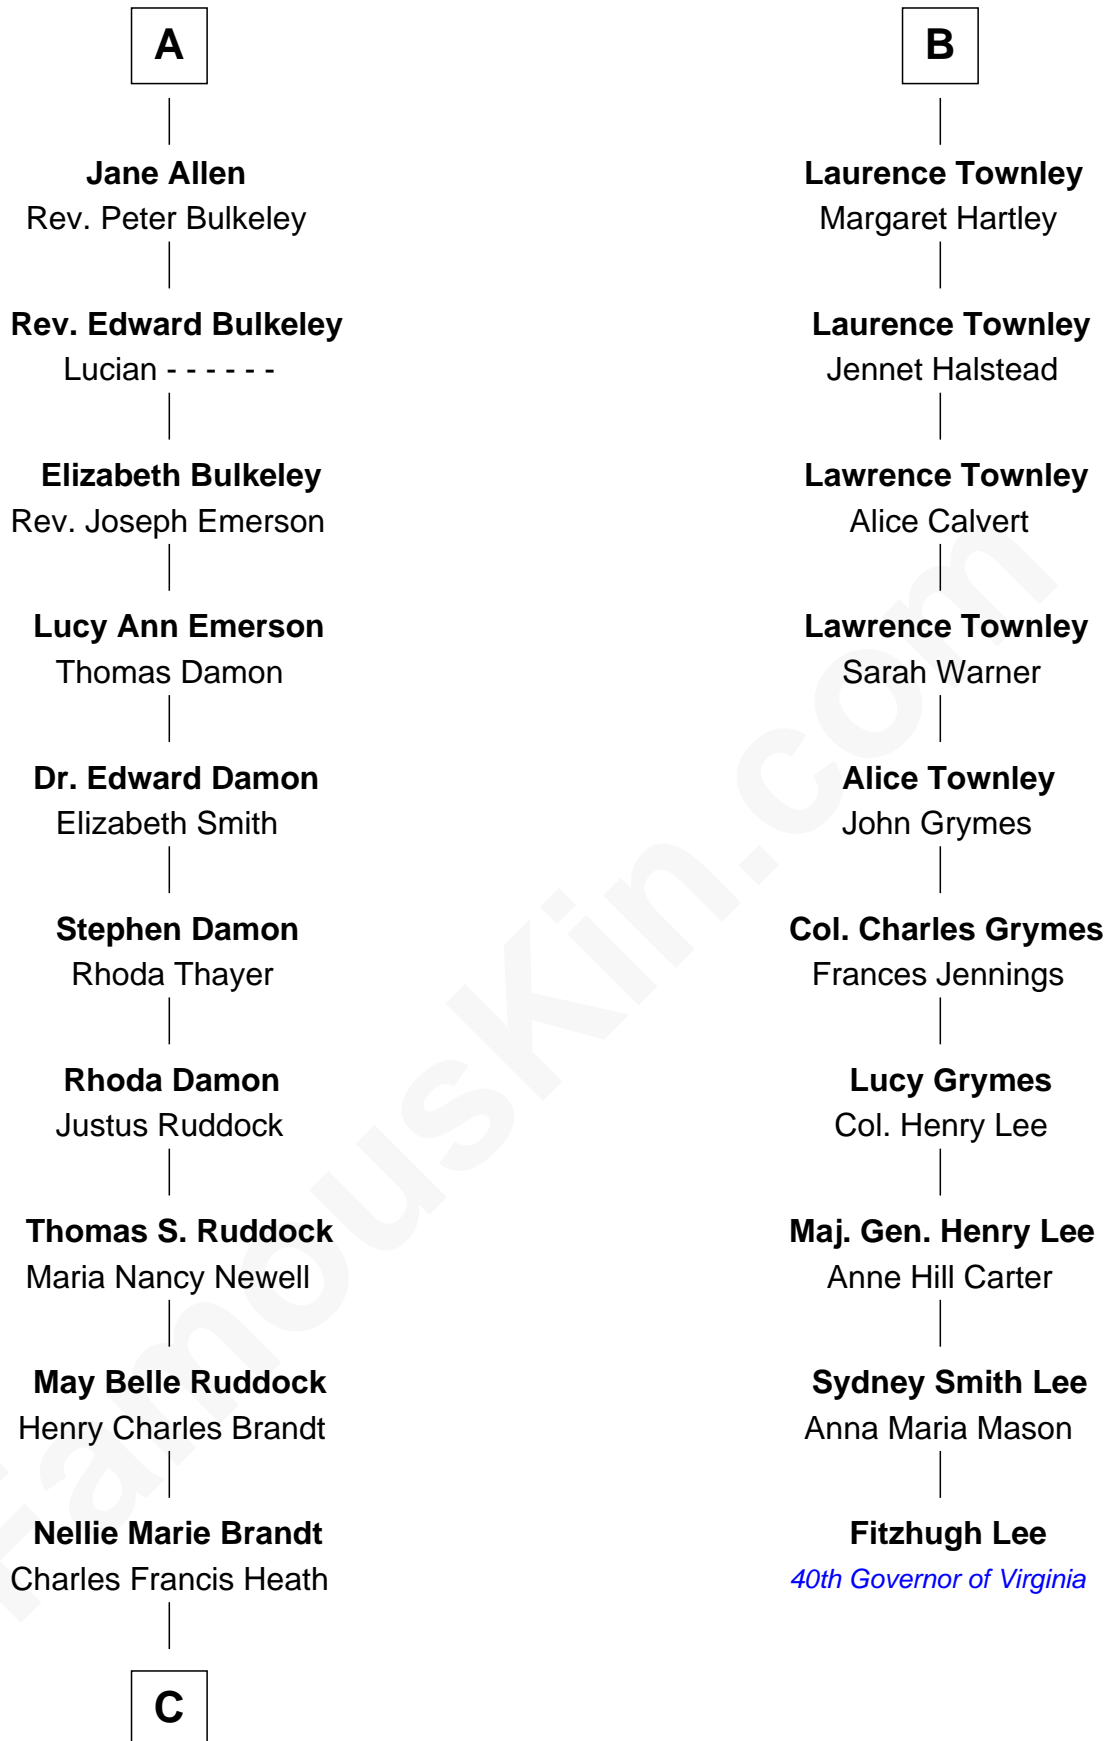 A
Jane Allen
Rev. Peter Bulkeley
Rev. Edward Bulkeley
Lucian - - - - - -
Elizabeth Bulkeley
Rev. Joseph Emerson
Lucy Ann Emerson
Thomas Damon
Dr. Edward Damon
Elizabeth Smith
Stephen Damon
Rhoda Thayer
Rhoda Damon
Justus Ruddock
Thomas S. Ruddock
Maria Nancy Newell
May Belle Ruddock
Henry Charles Brandt
Nellie Marie Brandt
Charles Francis Heath
C
B
Laurence Townley
Margaret Hartley
Laurence Townley
Jennet Halstead
Lawrence Townley
Alice Calvert
Lawrence Townley
Sarah Warner
Alice Townley
John Grymes
Col. Charles Grymes
Frances Jennings
Lucy Grymes
Col. Henry Lee
Maj. Gen. Henry Lee
Anne Hill Carter
Sydney Smith Lee
Anna Maria Mason
Fitzhugh Lee
40th Governor of Virginia
FamousKin.com